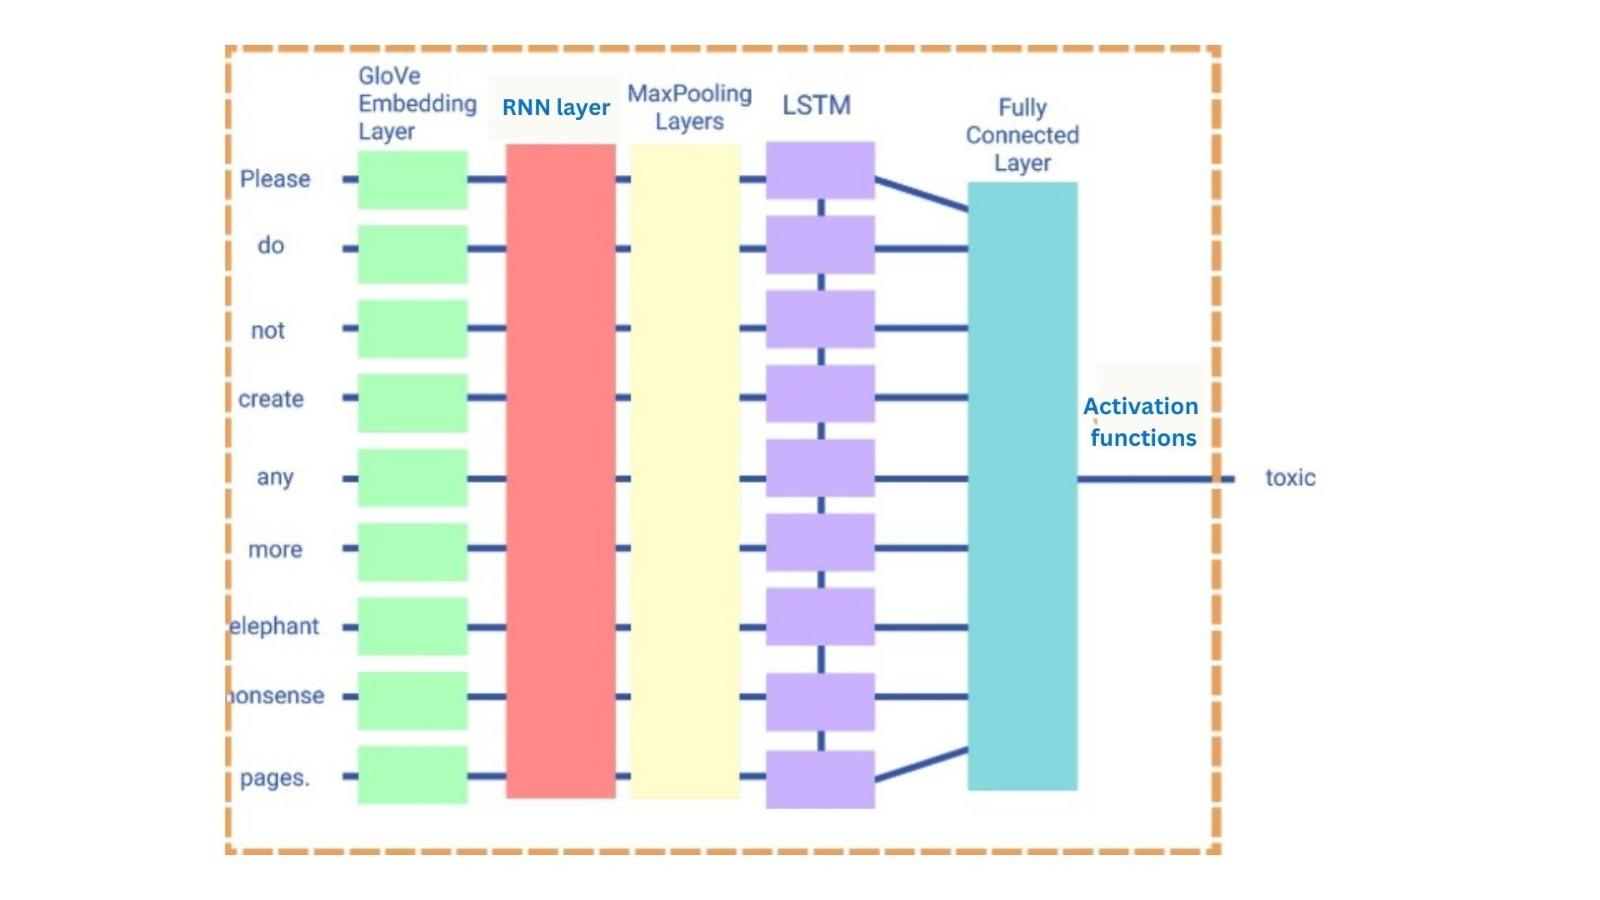 GloVe
Embedding
Layer
RNN layer
MaxPooling
Layers
LSTM
Fully
Connected
Layer
Please
do
not
create
any
more
elephant
nonsense
pages.
Activation
functions
toxic